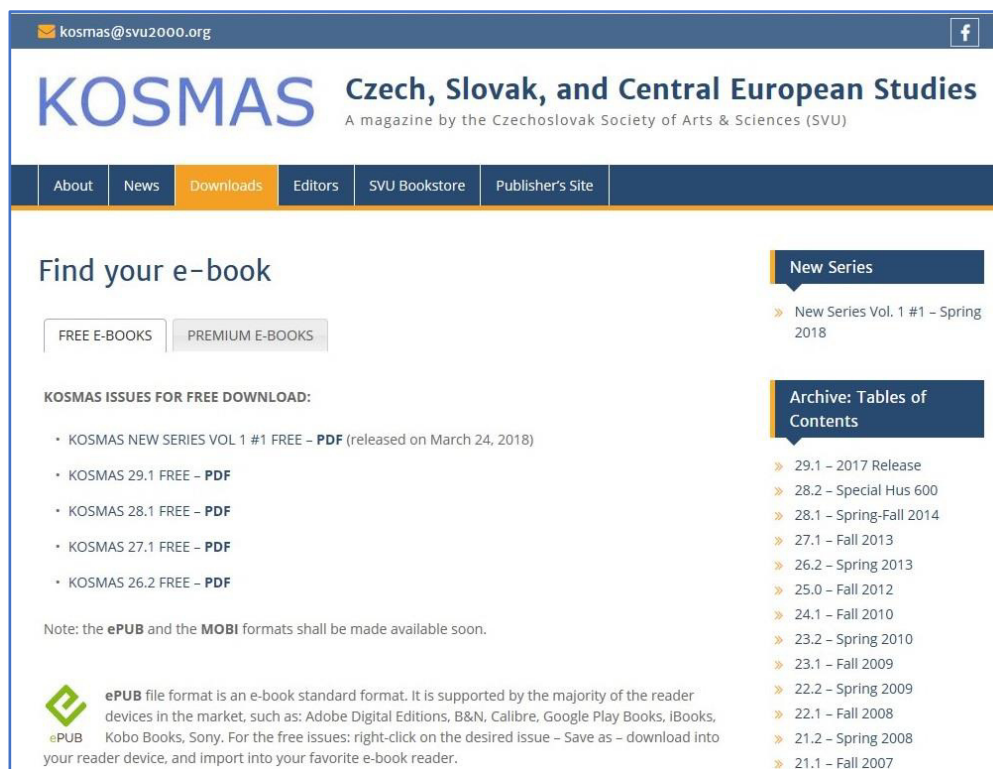 kosmas@svu2000.org
f
KOSMAS
Czech, Slovak, and Central European Studies
A magazine by the Czechoslovak Society of Arts & Sciences (SVU)
About News Downloads Editors SVU Bookstore Publisher's Site
Find your e-book
FREE E-BOOKS PREMIUM E-BOOKS
KOSMAS ISSUES FOR FREE DOWNLOAD:
• KOSMAS NEW SERIES VOL 1 #1 FREE – PDF (released on March 24, 2018)
• KOSMAS 29.1 FREE – PDF
• KOSMAS 28.1 FREE – PDF
• KOSMAS 27.1 FREE – PDF
• KOSMAS 26.2 FREE – PDF
Note: the ePUB and the MOBI formats shall be made available soon.
ePUB
ePUB file format is an e-book standard format. It is supported by the majority of the reader
devices in the market, such as: Adobe Digital Editions, B&N, Calibre, Google Play Books, iBooks,
Kobo Books, Sony. For the free issues: right-click on the desired issue – Save as – download into
your reader device, and import into your favorite e-book reader.
New Series
» New Series Vol. 1 #1 – Spring
2018
Archive: Tables of
Contents
» 29.1 – 2017 Release
» 28.2 – Special Hus 600
» 28.1 – Spring-Fall 2014
» 27.1 – Fall 2013
» 26.2 – Spring 2013
» 25.0 – Fall 2012
» 24.1 – Fall 2010
» 23.2 – Spring 2010
» 23.1 – Fall 2009
» 22.2 – Spring 2009
» 22.1 – Fall 2008
» 21.2 – Spring 2008
» 21.1 – Fall 2007